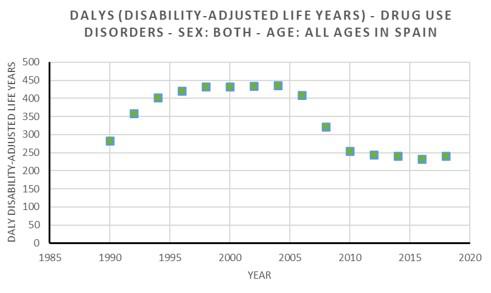 DALYS (DISABILITY-ADJUSTED LIFE YEARS) - DRUG USE
DISORDERS - SEX: BOTH - AGE: ALL AGES IN SPAIN
DALY DISABILITY-ADJUSTED LIFE YEARS
500
450
400
350
300
250
200
150
100
50
0
1985 1990 1995 2000 2005 2010 2015 2020
YEAR